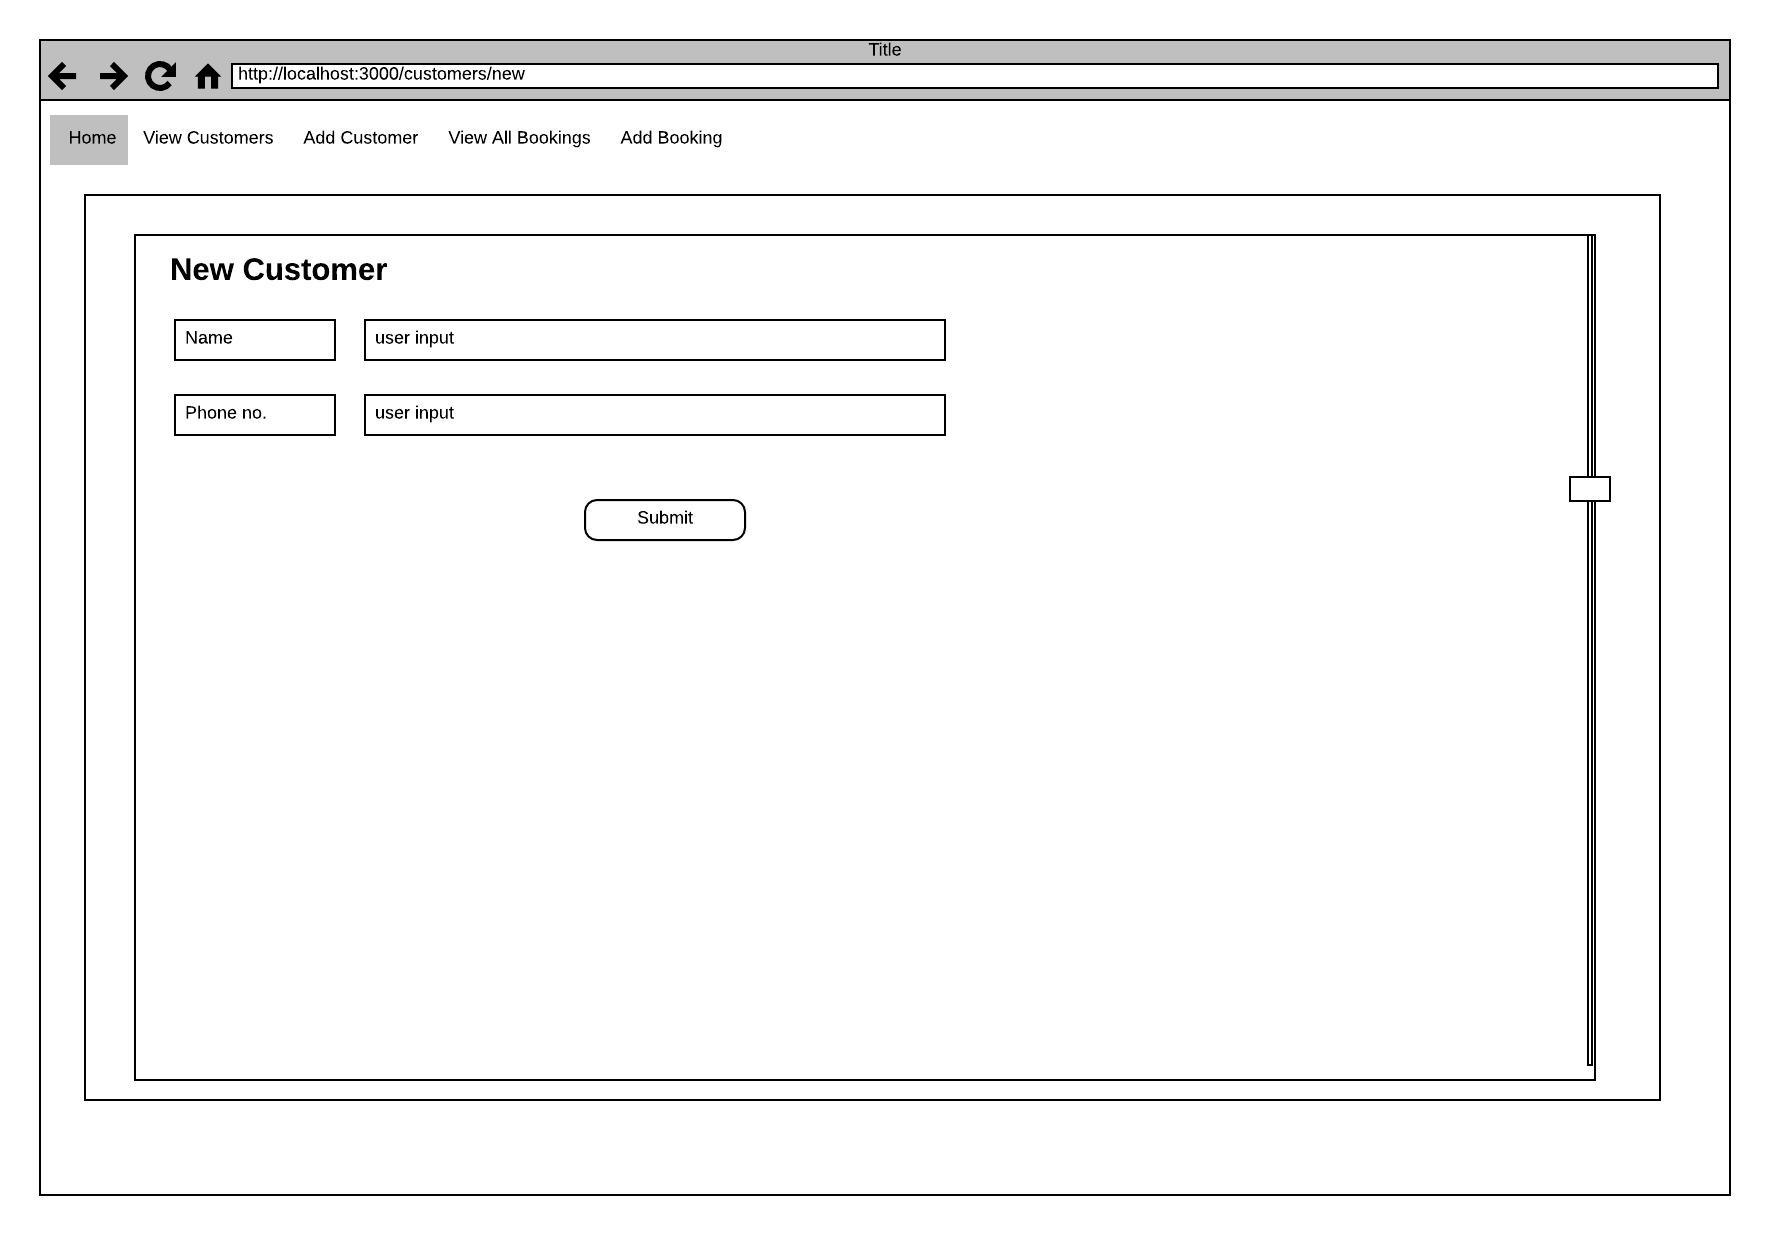 Title
http://localhost:3000/customers/new
Home View Customers Add Customer View All Bookings Add Booking
New Customer
Name user input
Phone no. user input
Submit